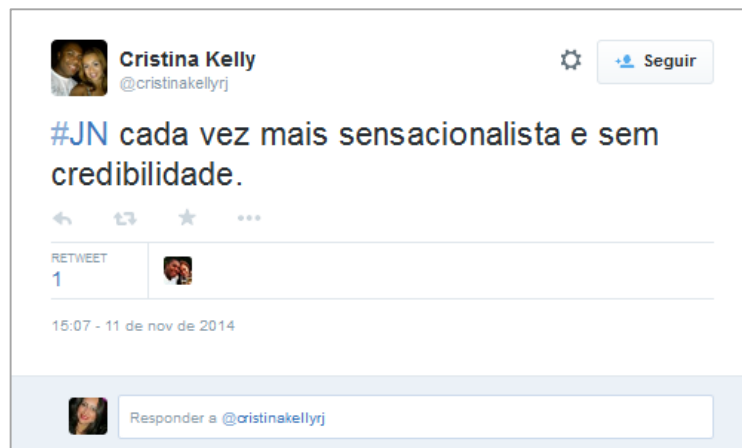 Cristina Kelly
@cristinakellyrj
Seguir
#JN cada vez mais sensacionalista e sem
credibilidade.
RETWEET
1
15:07 - 11 de nov de 2014
Responder a @cristinakellyrj